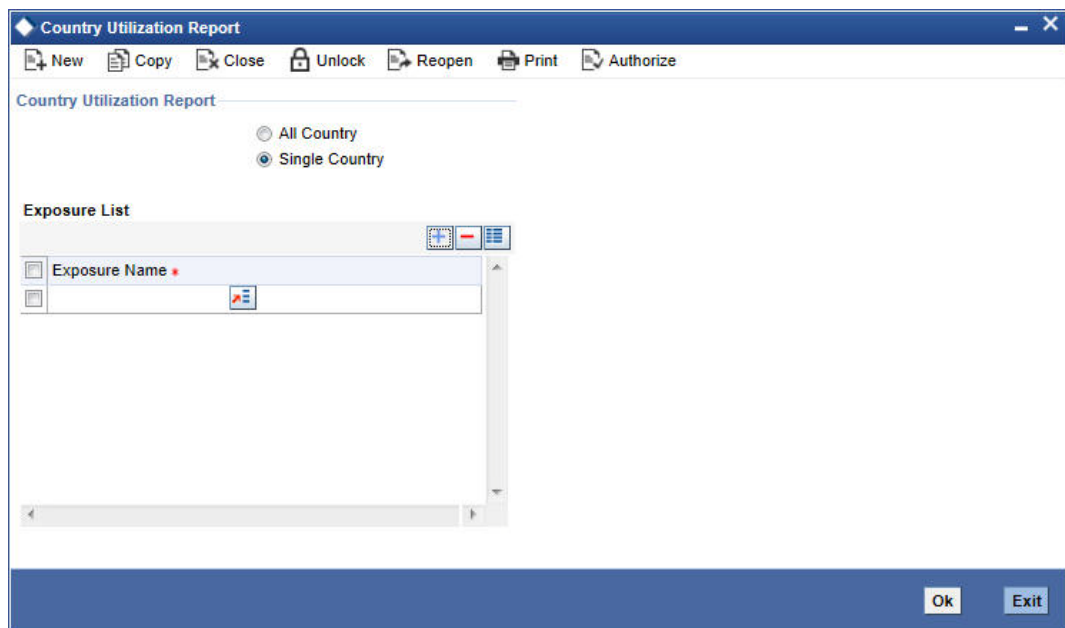 Country Utilization Report
New Copy Close Unlock Reopen Print Authorize
Country Utilization Report
All Country
Single Country
Exposure List
Exposure Name *
Ok Exit